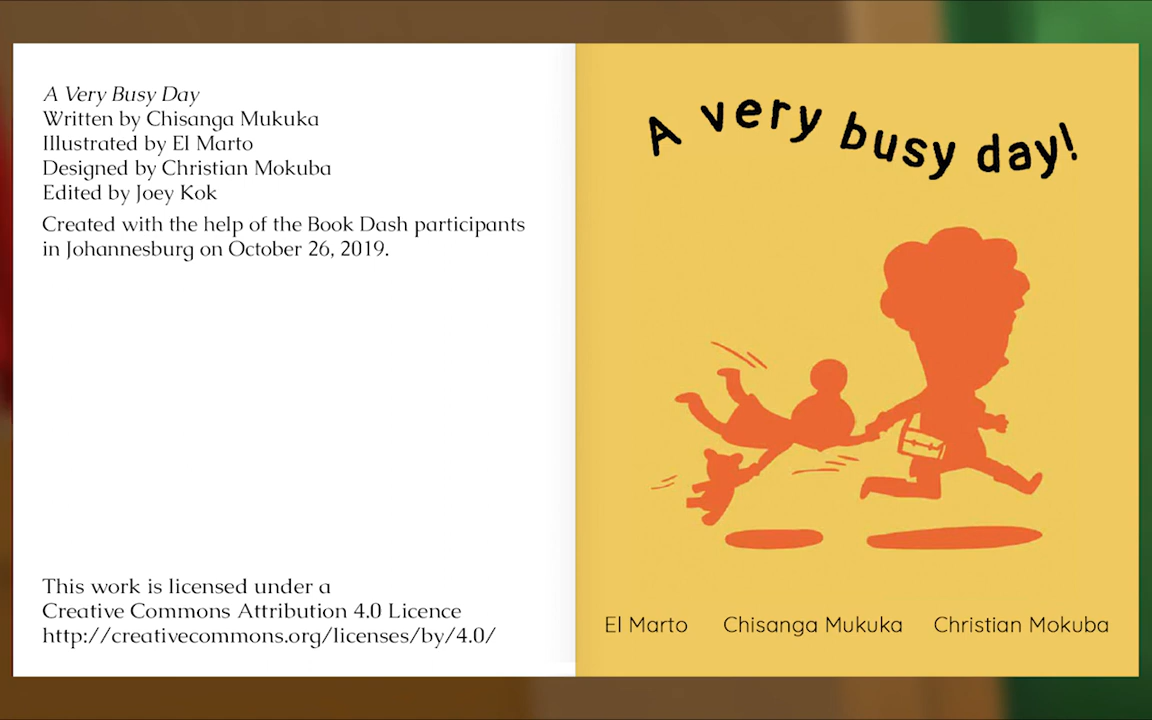 A Very Busy Day
Written by Chisanga Mukuka
Illustrated by El Marto
Designed by Christian Mokuba
Edited by Joey Kok
Created with the help of the Book Dash participants
in Johannesburg on October 26, 2019.
This work is licensed under a
Creative Commons Attribution 4.0 Licence
http://creativecommons.org/licenses/by/4.0/
A very busy day!
El Marto Chisanga Mukuka Christian Mokuba